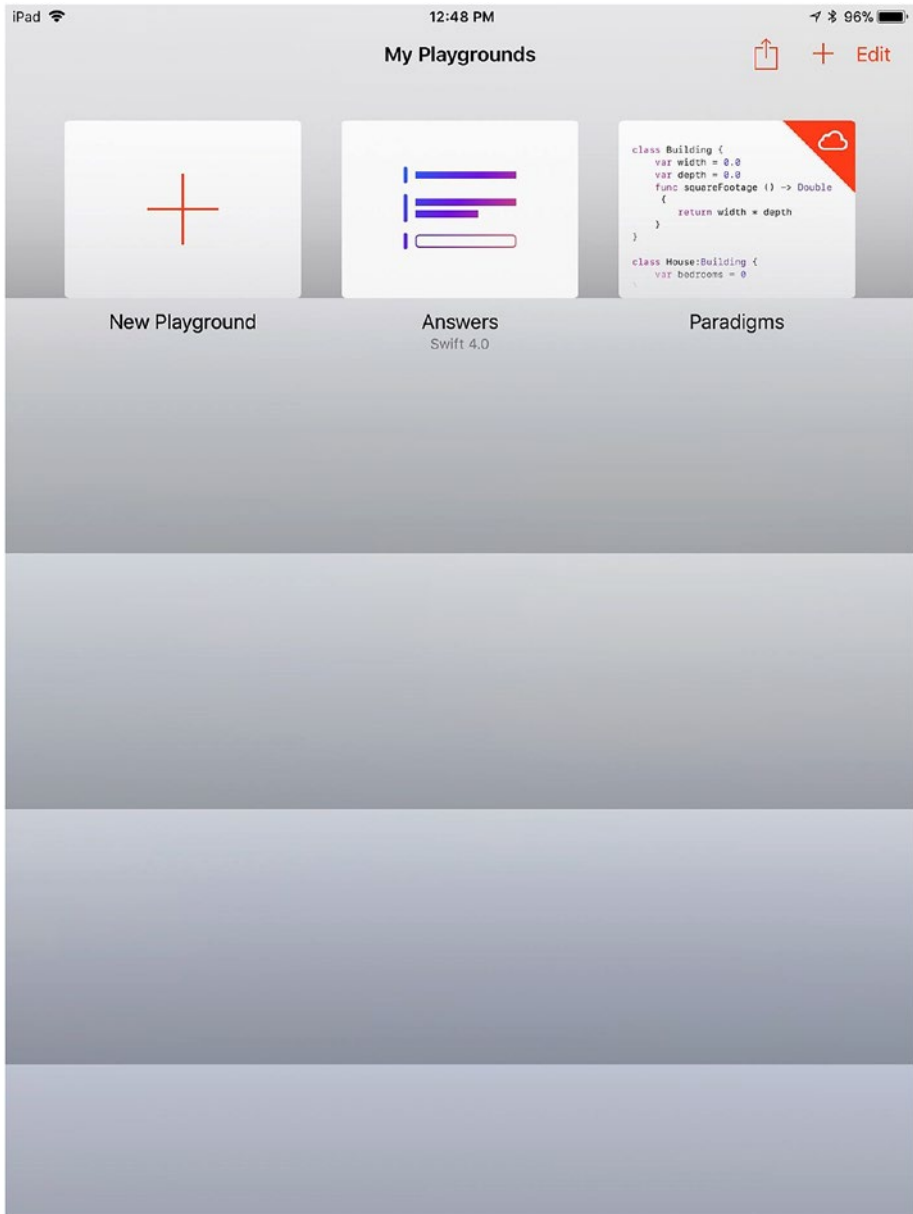 iPad 12:48 PM 96%
My Playgrounds Edit
class Building {
var width = 0.0
var depth = 0.0
func squareFootage () -> Double
{
return width * depth
}
}
class House:Building {
var bedrooms = 0
New Playground Answers Paradigms
Swift 4.0